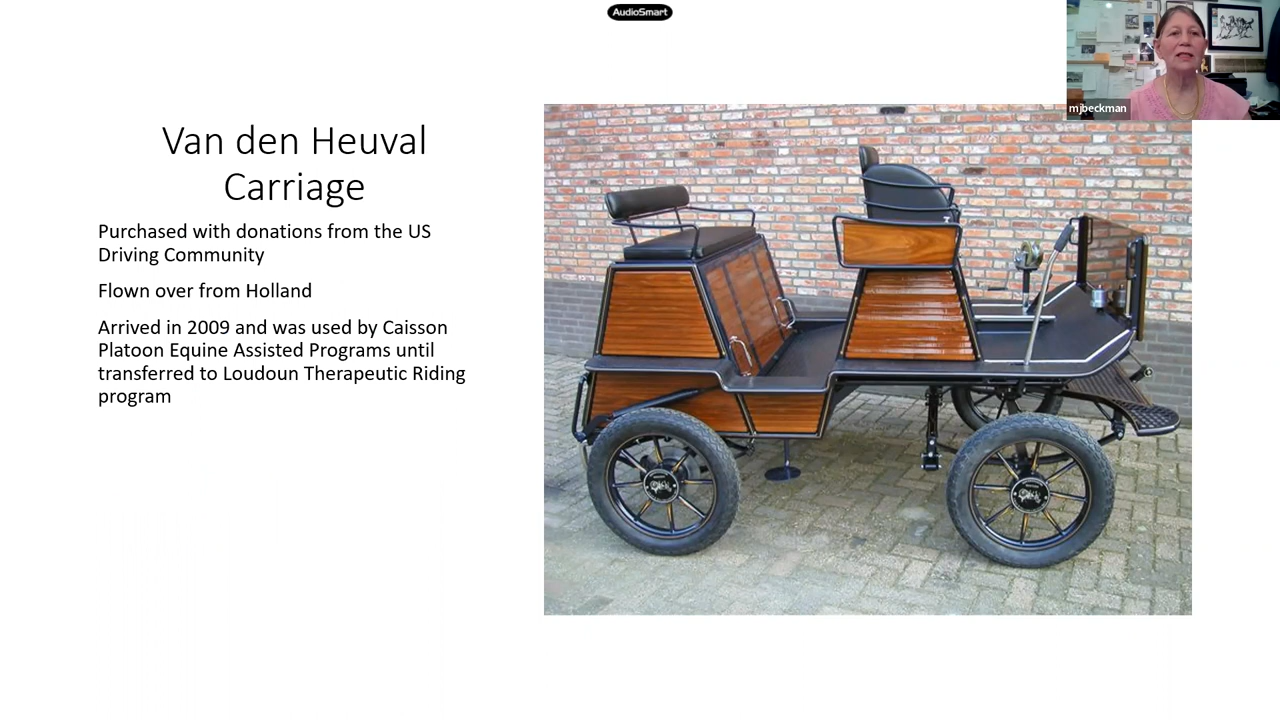 AudioSmart
mjbeckman
Van den Heuval
Carriage
Purchased with donations from the US
Driving Community
Flown over from Holland
Arrived in 2009 and was used by Caisson
Platoon Equine Assisted Programs until
transferred to Loudoun Therapeutic Riding
program